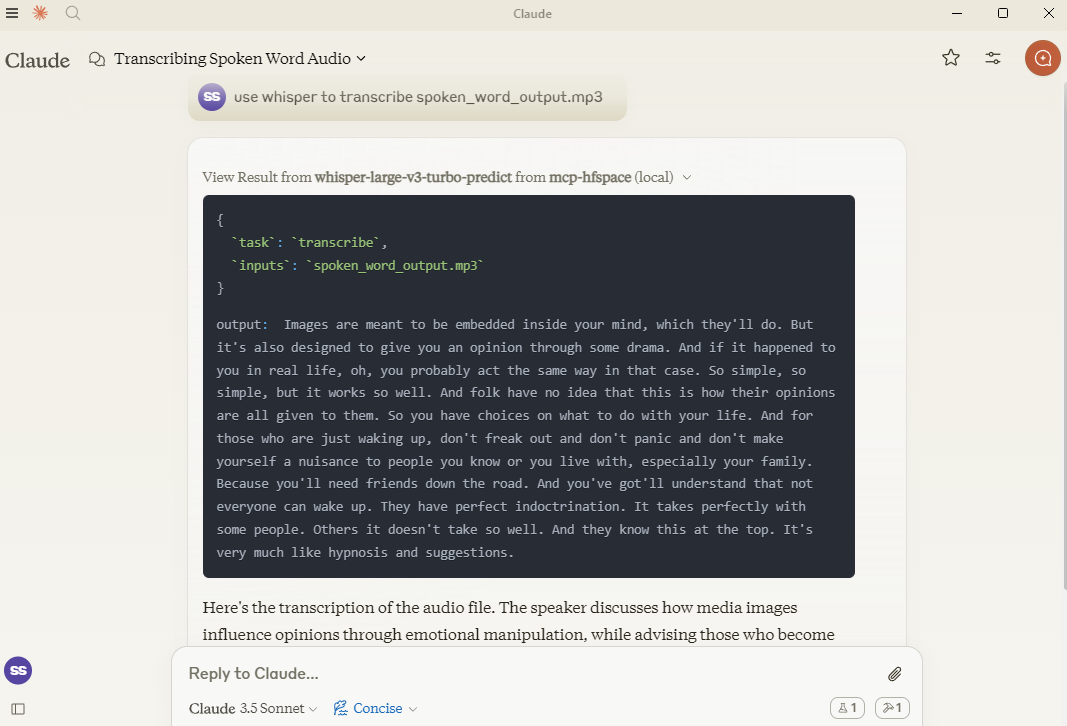 Claude
Claude
Transcribing Spoken Word Audio
SS
use whisper to transcribe spoken_word_output.mp3
View Result from whisper-large-v3-turbo-predict from mcp-hfspace (local)
{
`task`: `transcribe`,
`inputs`: `spoken_word_output.mp3`
}
output:  Images are meant to be embedded inside your mind, which they'll do. But
it's also designed to give you an opinion through some drama. And if it happened to
you in real life, oh, you probably act the same way in that case. So simple, so
simple, but it works so well. And folk have no idea that this is how their opinions
are all given to them. So you have choices on what to do with your life. And for
those who are just waking up, don't freak out and don't panic and don't make
yourself a nuisance to people you know or you live with, especially your family.
Because you'll need friends down the road. And you've got'll understand that not
everyone can wake up. They have perfect indoctrination. It takes perfectly with
some people. Others it doesn't take so well. And they know this at the top. It's
very much like hypnosis and suggestions.
Here's the transcription of the audio file. The speaker discusses how media images
influence opinions through emotional manipulation, while advising those who become
SS
Reply to Claude...
Claude 3.5 Sonnet
Concise
1
1